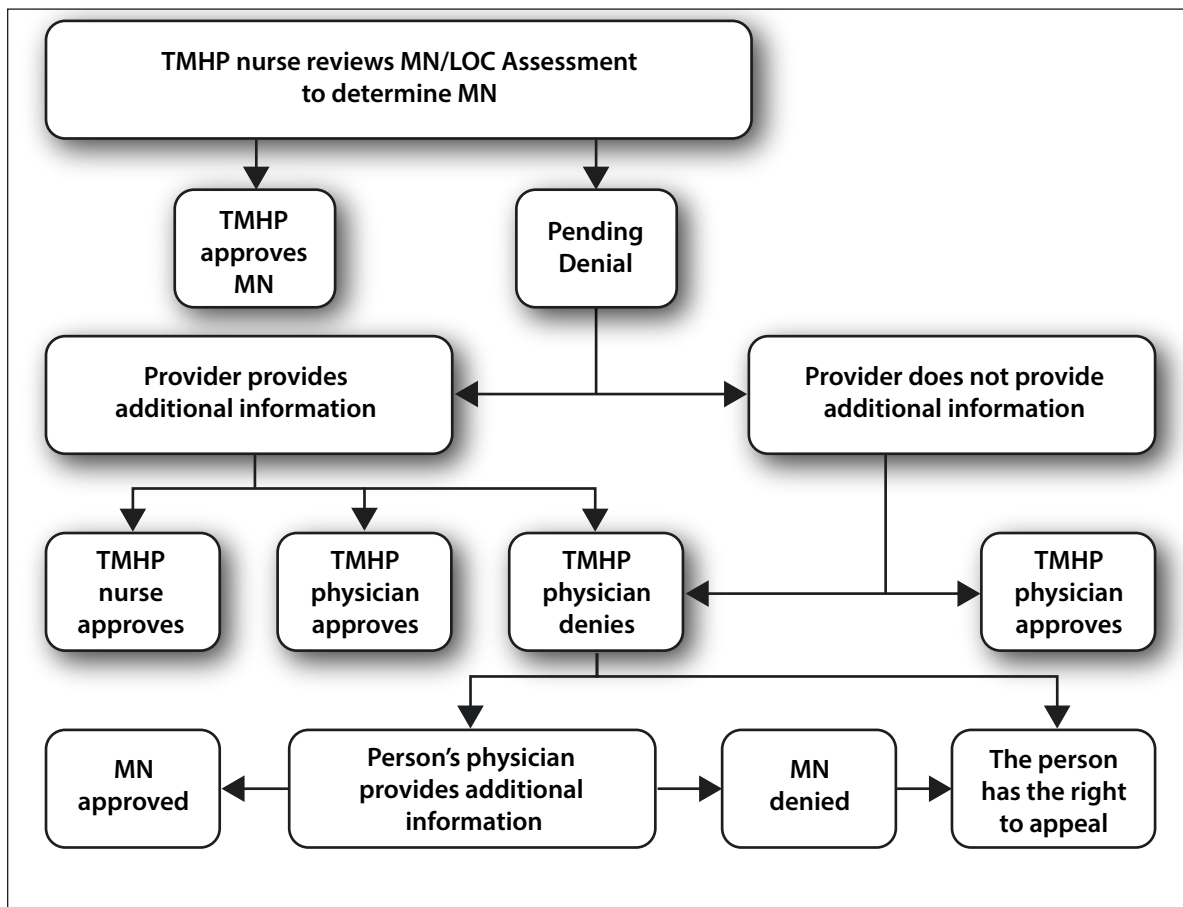 TMHP nurse reviews MN/LOC Assessment
to determine MN
TMHP
approves
MN
Pending
Denial
Provider provides
additional information
Provider does not provide
additional information
TMHP
nurse
approves
TMHP
physician
approves
TMHP
physician
denies
TMHP
physician
approves
MN
approved
Person’s physician
provides additional
information
MN
denied
The person
has the right
to appeal